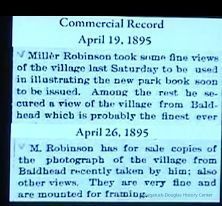 Commercial Record
April 19, 1895
Miller Robinson took some fine views
of the village last Saturday to be used
in illustrating the new park book soon
to be issued. Among the rest he se-
cured a view of the village from Bald-
head which is probably the finest ever
April 26, 1895
M. Robinson has for sale copies of
the photograph of the village from
Baldhead recently taken by him; also
other views. They are very fine and
are mounted for framing.
Saugatuck-Douglas History Center